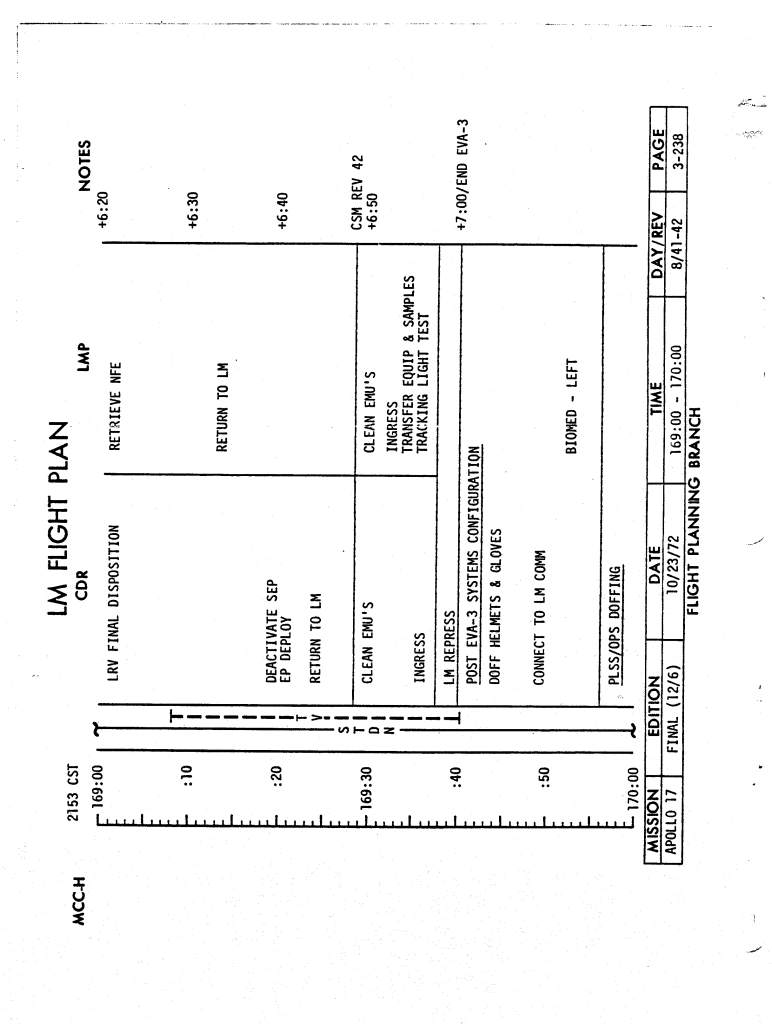 LM FLIGHT PLAN
MCC-H
2153 CST
CDR
LMP
NOTES
169:00
:10
:20
169:30
:40
:50
170:00
S T D N
T V
LRV FINAL DISPOSITION
DEACTIVATE SEP
EP DEPLOY
RETURN TO LM
CLEAN EMU'S
INGRESS
LM REPRESS
POST EVA-3 SYSTEMS CONFIGURATION
DOFF HELMETS & GLOVES
CONNECT TO LM COMM
PLSS/OPS DOFFING
RETRIEVE NFE
RETURN TO LM
CLEAN EMU'S
INGRESS
TRANSFER EQUIP & SAMPLES
TRACKING LIGHT TEST
BIOMED - LEFT
+6:20
+6:30
+6:40
CSM REV 42
+6:50
+7:00/END EVA-3
MISSION EDITION DATE TIME DAY/REV PAGE
APOLLO 17 FINAL (12/6) 10/23/72 169:00 - 170:00 8/41-42 3-238
FLIGHT PLANNING BRANCH